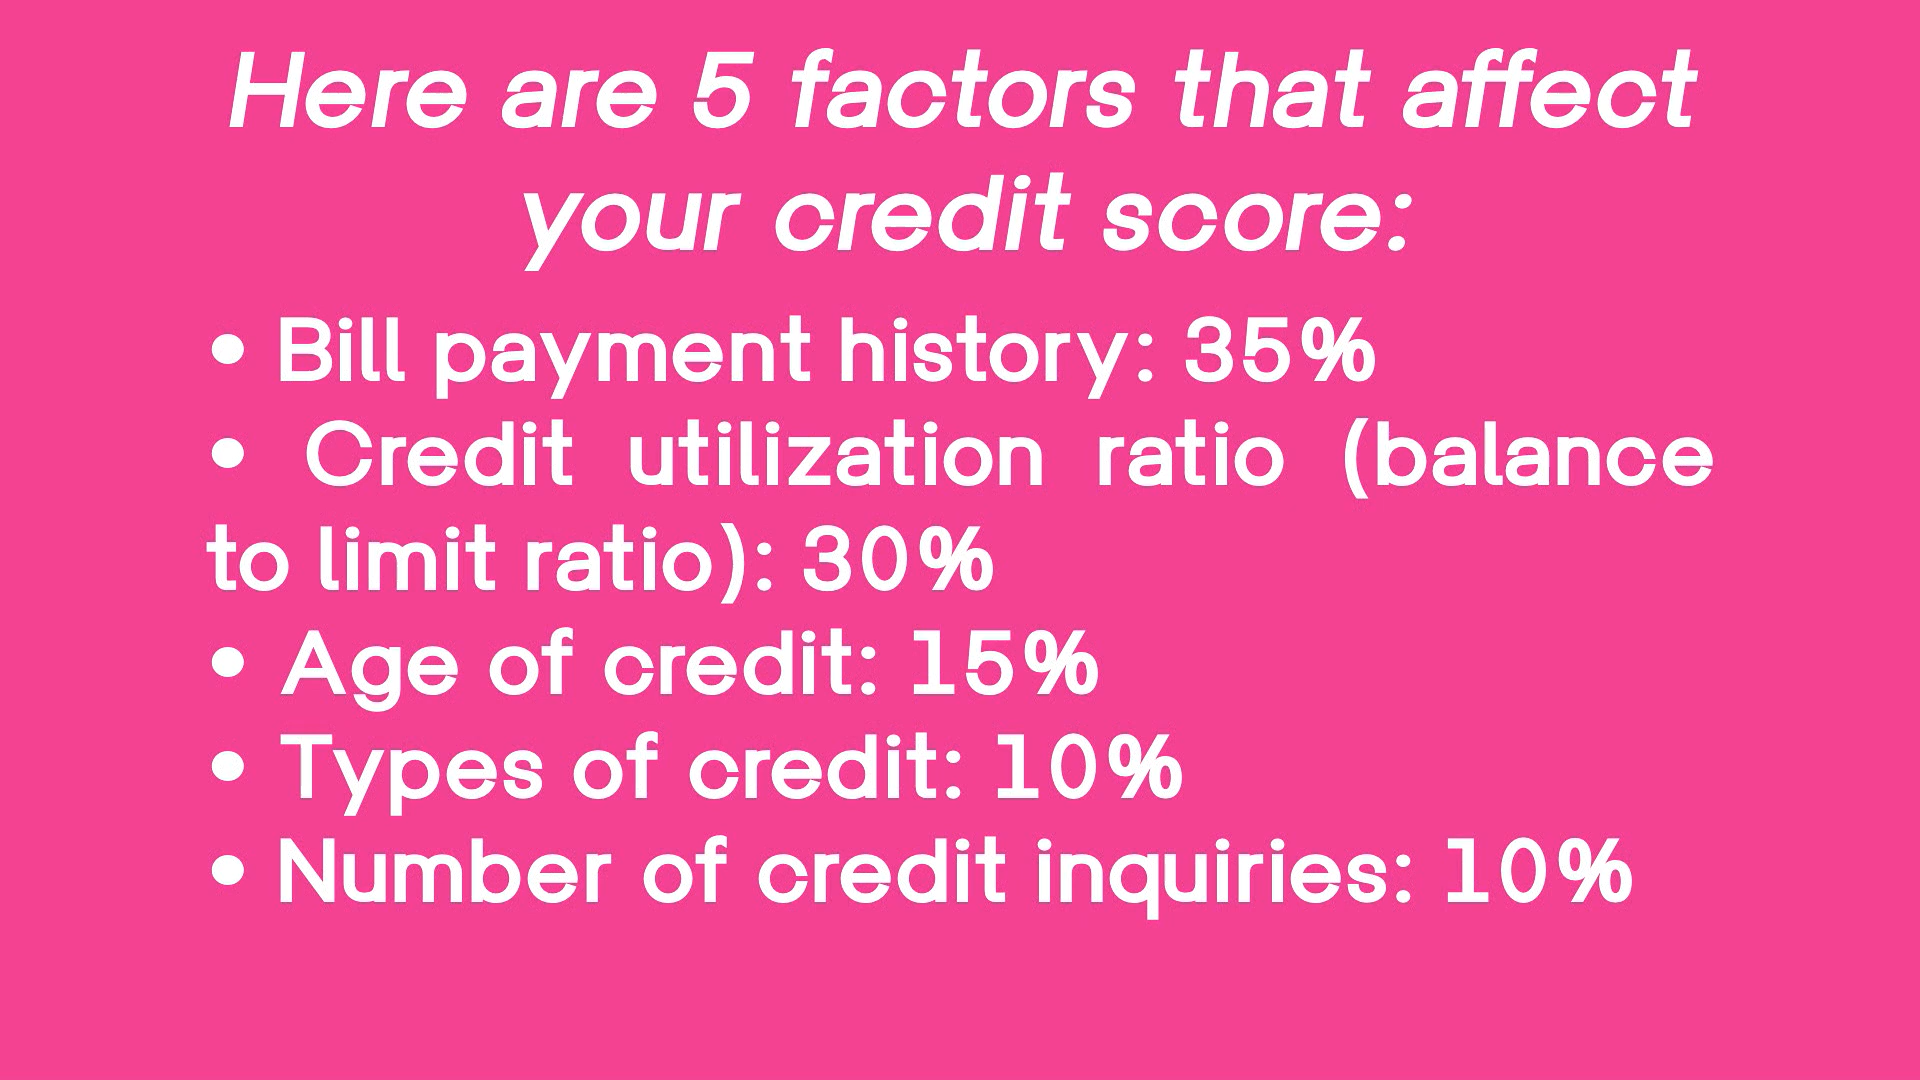 Here are 5 factors that affect
your credit score:
• Bill payment history: 35%
• Credit utilization ratio (balance
to limit ratio): 30%
• Age of credit: 15%
• Types of credit: 10%
• Number of credit inquiries: 10%